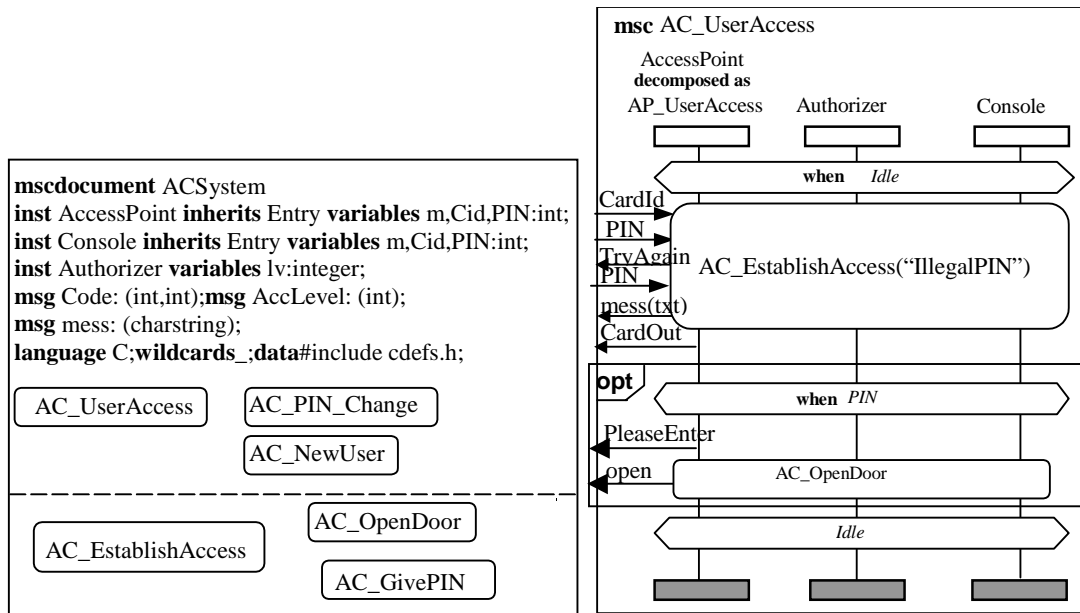 mscdocument ACSystem
inst AccessPoint inherits Entry variables m,Cid,PIN:int;
inst Console inherits Entry variables m,Cid,PIN:int;
inst Authorizer variables lv:integer;
msg Code: (int,int);msg AccLevel: (int);
msg mess: (charstring);
language C;wildcards_;data#include cdefs.h;
AC_UserAccess
AC_PIN_Change
AC_NewUser
AC_OpenDoor
AC_EstablishAccess
AC_GivePIN
msc AC_UserAccess
AccessPoint
decomposed as
AP_UserAccess
Authorizer
Console
when Idle
CardId
PIN
TryAgain
PIN
mess(txt)
CardOut
AC_EstablishAccess(“IllegalPIN”)
opt
when PIN
PleaseEnter
open
AC_OpenDoor
Idle